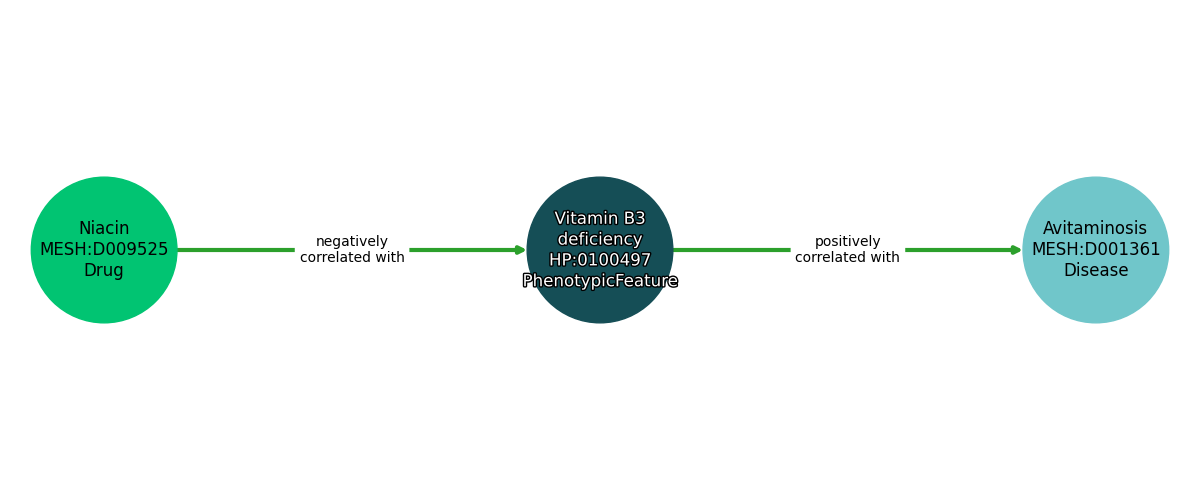 Niacin
MESH:D009525
Drug
negatively
correlated with
Vitamin B3
deficiency
HP:0100497
PhenotypicFeature
positively
correlated with
Avitaminosis
MESH:D001361
Disease